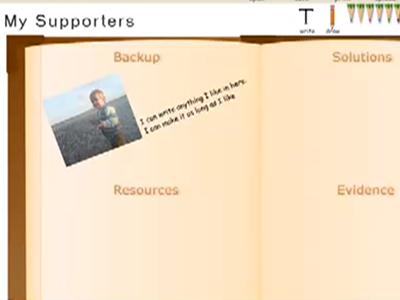 My Supporters
T
write draw
Backup
Solutions
I can write anything I like in here.
I can make it as long as I like
Resources
Evidence